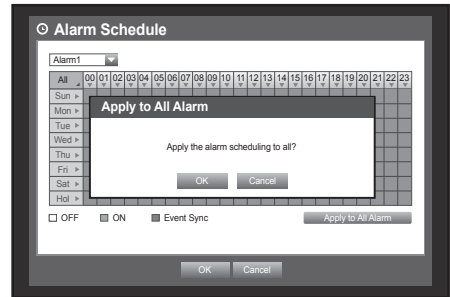 Alarm Schedule
Alarm1
All 00 01 02 03 04 05 06 07 08 09 10 11 12 13 14 15 16 17 18 19 20 21 22 23
Sun
Mon
Tue
Wed
Thu
Fri
Sat
Hol
Apply to All Alarm
Apply the alarm scheduling to all?
OK Cancel
OFF ON Event Sync Apply to All Alarm
OK Cancel